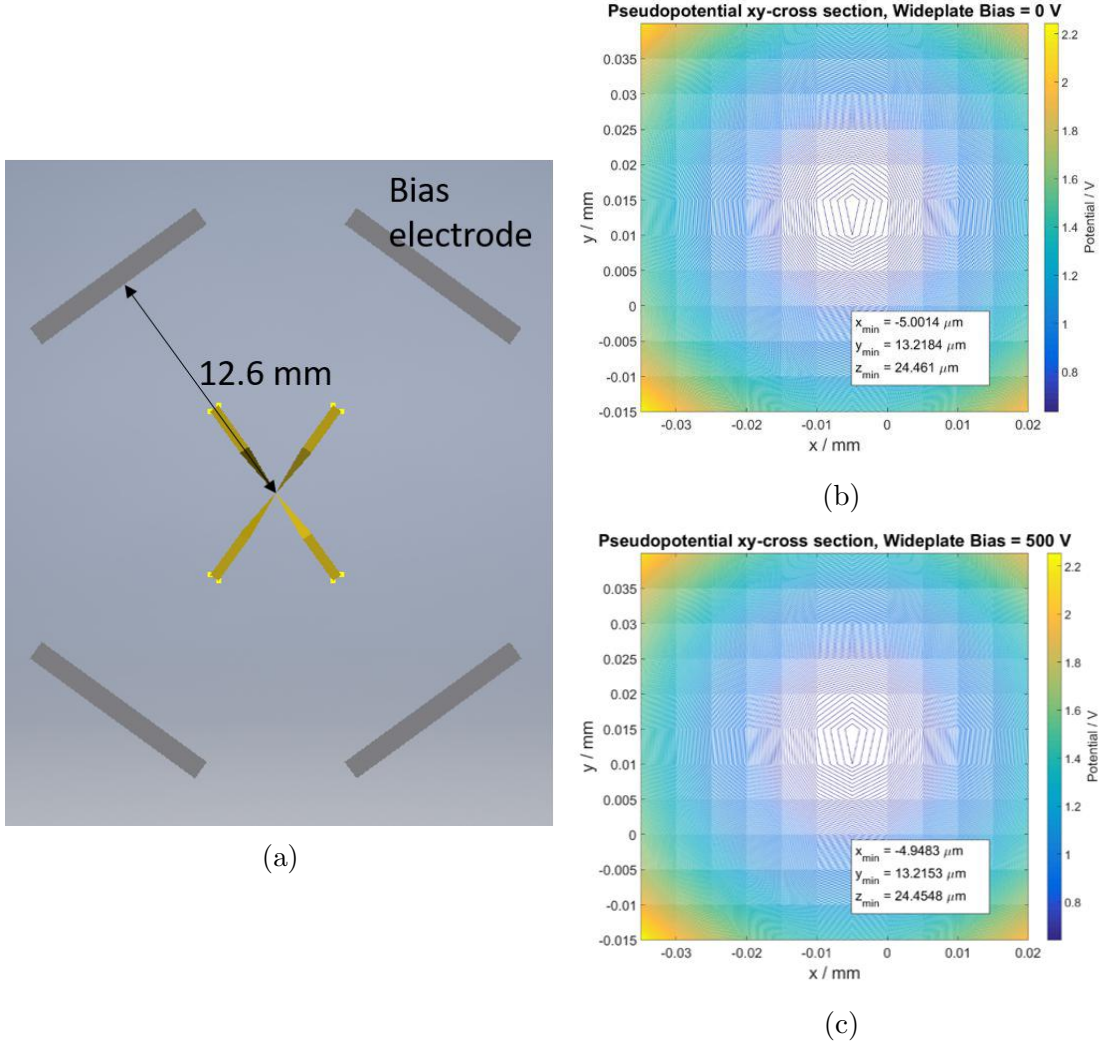 Bias
electrode
12.6 mm
(a)
Pseudopotential xy-cross section, Wideplate Bias = 0 V
0.035
0.03
0.025
0.02
0.015
0.01
0.005
0
-0.005
-0.01
-0.015
y / mm
-0.03
-0.02
-0.01
0
0.01
0.02
x / mm
x_min = -5.0014 μm
y_min = 13.2184 μm
z_min = 24.461 μm
2.2
2
1.8
1.6
1.4
1.2
1
0.8
Potential / V
(b)
Pseudopotential xy-cross section, Wideplate Bias = 500 V
0.035
0.03
0.025
0.02
0.015
0.01
0.005
0
-0.005
-0.01
-0.015
y / mm
-0.03
-0.02
-0.01
0
0.01
0.02
x / mm
x_min = -4.9483 μm
y_min = 13.2153 μm
z_min = 24.4548 μm
2.2
2
1.8
1.6
1.4
1.2
1
0.8
Potential / V
(c)